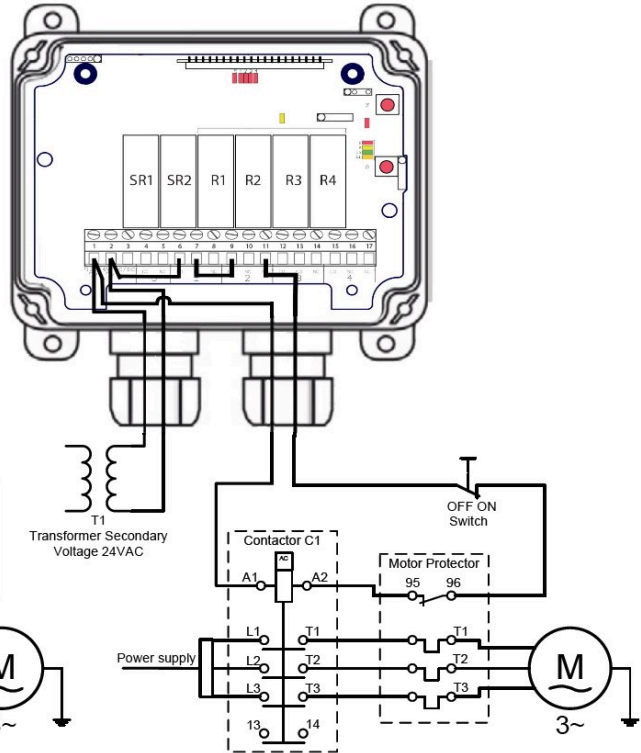 SR1 SR2 R1 R2 R3 R4
1 2 3 4 5 6 7 8 9 10 11 12 13 14 15 16 17
T1
Transformer Secondary
Voltage 24VAC
OFF ON
Switch
Contactor C1
AC
A1 A2
Motor Protector
95 96
Power supply
L1 T1 T1
L2 T2 T2
L3 T3 T3
13 14
M
3~
M
3~